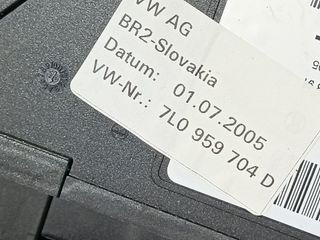 VW AG
BR2-Slovakia
Datum: 01.07.2005
VW-Nr.: 7L0 959 704 D